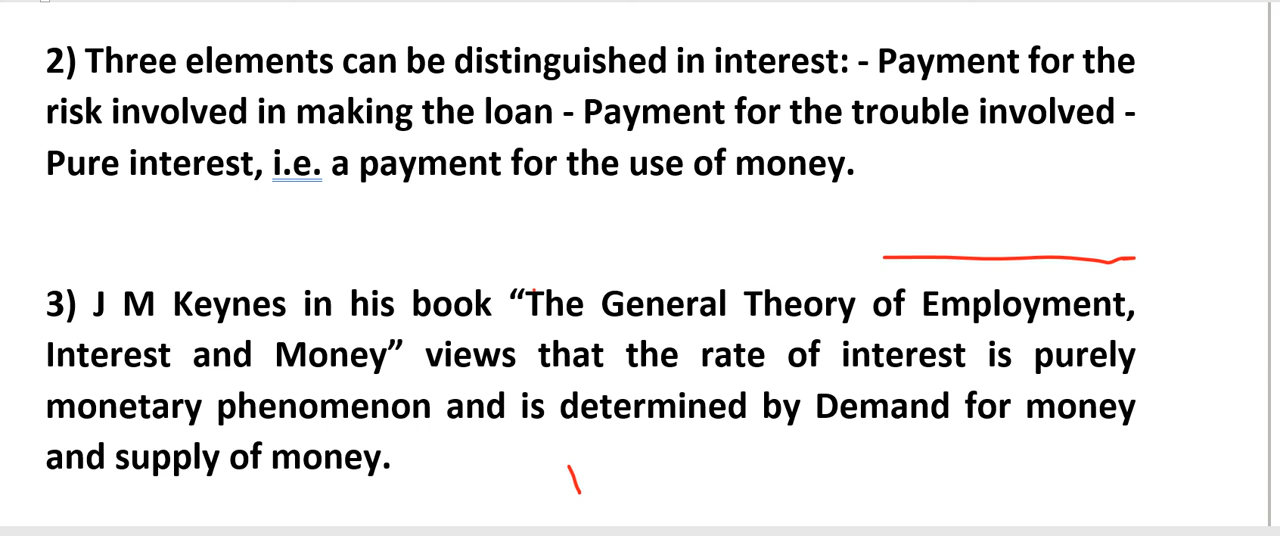 2) Three elements can be distinguished in interest: - Payment for the
risk involved in making the loan - Payment for the trouble involved -
Pure interest, i.e. a payment for the use of money.
3) J M Keynes in his book “The General Theory of Employment,
Interest and Money” views that the rate of interest is purely
monetary phenomenon and is determined by Demand for money
and supply of money.